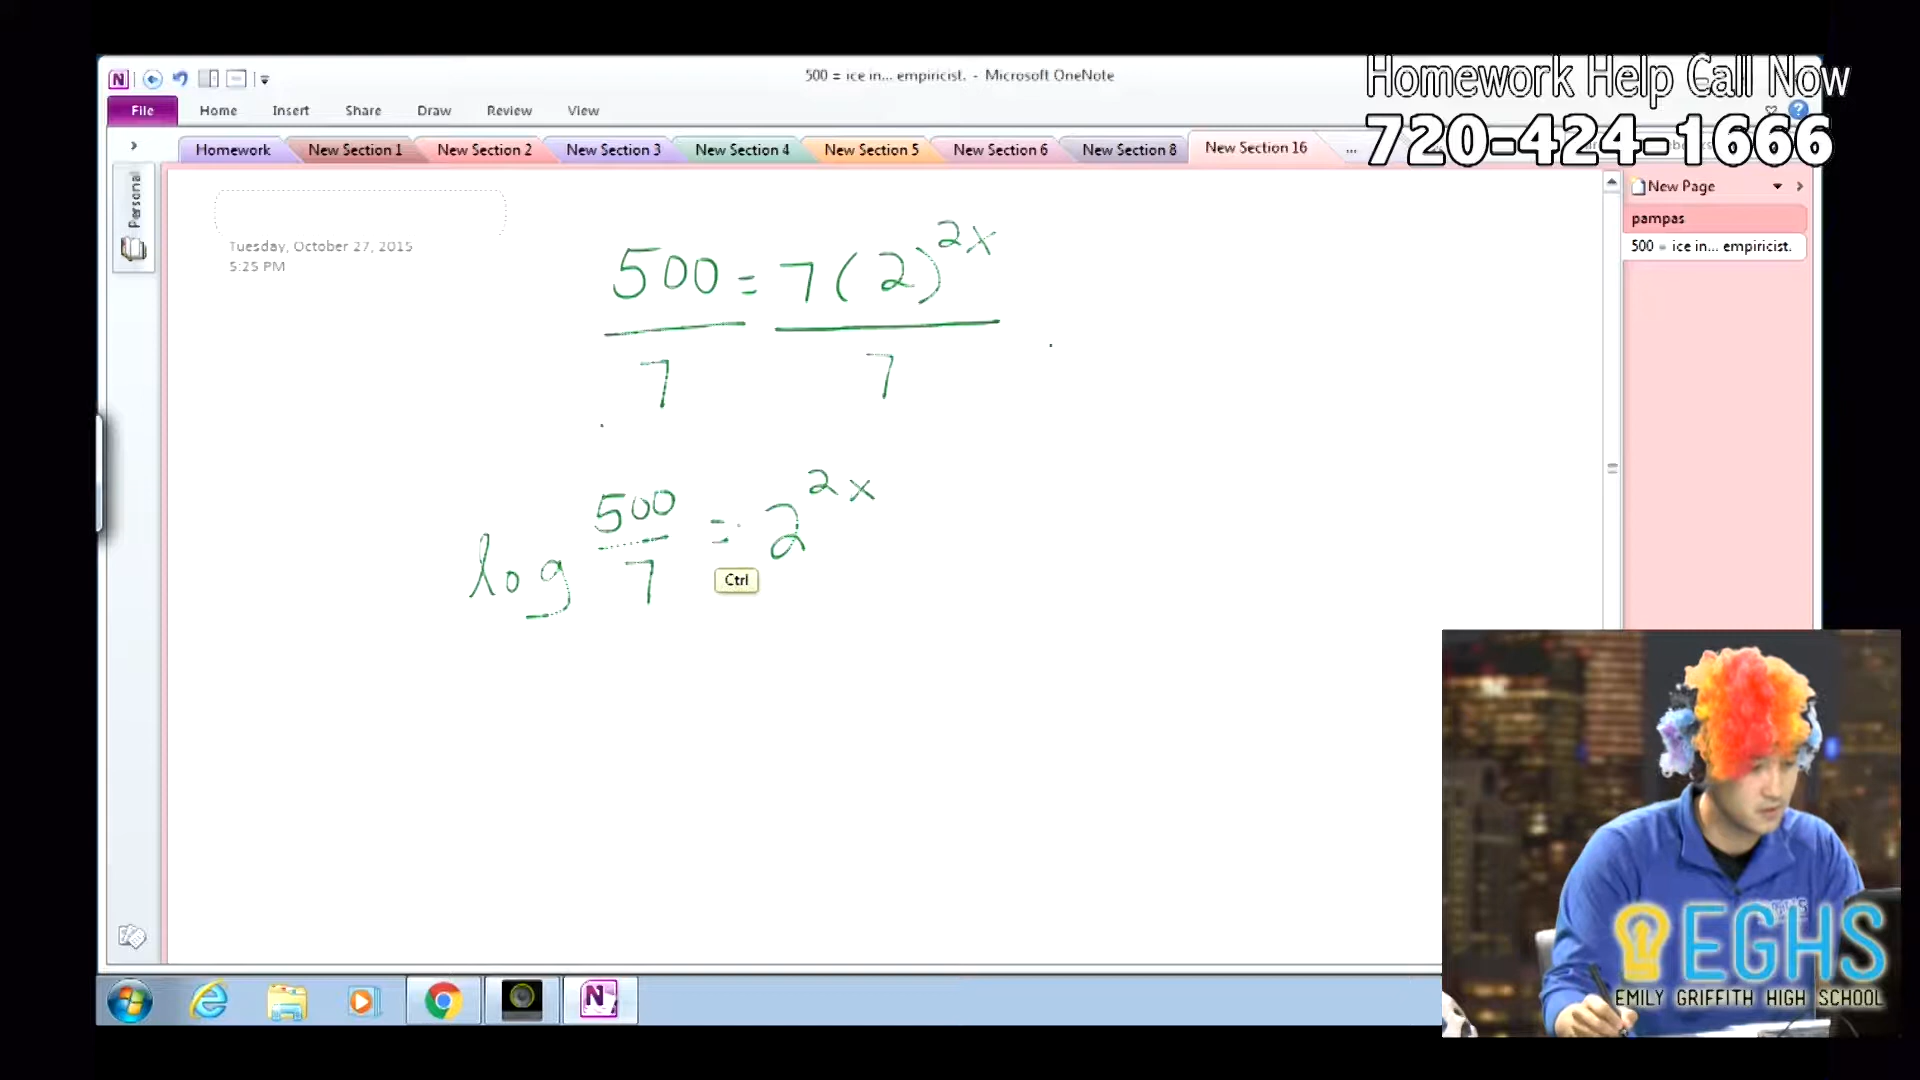 500 = ice in... empiricist. - Microsoft OneNote
Homework Help Call Now
720-424-1666
File Home Insert Share Draw Review View
Homework New Section 1 New Section 2 New Section 3 New Section 4 New Section 5 New Section 6 New Section 8 New Section 16 ...
Personal
New Page
pampas
500 = ice in... empiricist.
Tuesday, October 27, 2015
5:25 PM
500 = 7(2)^2x
7 7
log 500/7 = 2^2x
Ctrl
EGHS
EMILY GRIFFITH HIGH SCHOOL